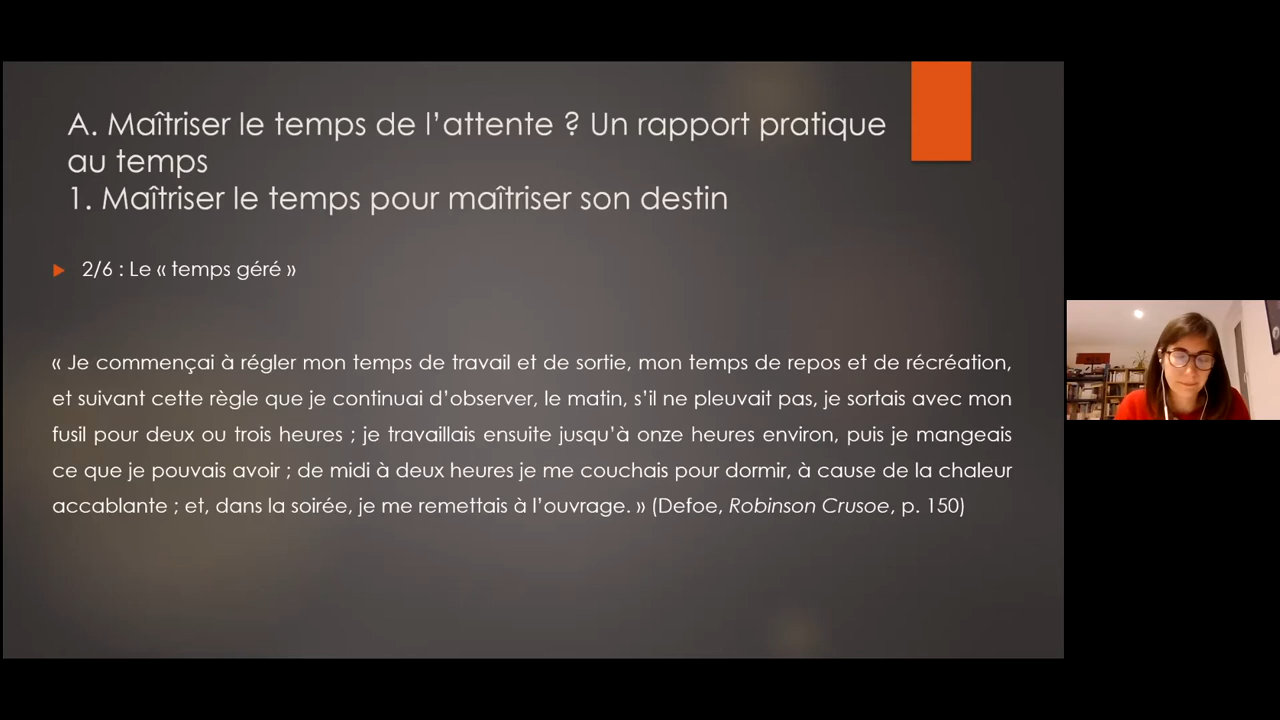 A. Maîtriser le temps de l’attente ? Un rapport pratique
au temps
1. Maîtriser le temps pour maîtriser son destin
2/6 : Le « temps géré »
« Je commençai à régler mon temps de travail et de sortie, mon temps de repos et de récréation,
et suivant cette règle que je continuai d’observer, le matin, s’il ne pleuvait pas, je sortais avec mon
fusil pour deux ou trois heures ; je travaillais ensuite jusqu’à onze heures environ, puis je mangeais
ce que je pouvais avoir ; de midi à deux heures je me couchais pour dormir, à cause de la chaleur
accablante ; et, dans la soirée, je me remettais à l’ouvrage. » (Defoe, Robinson Crusoe, p. 150)